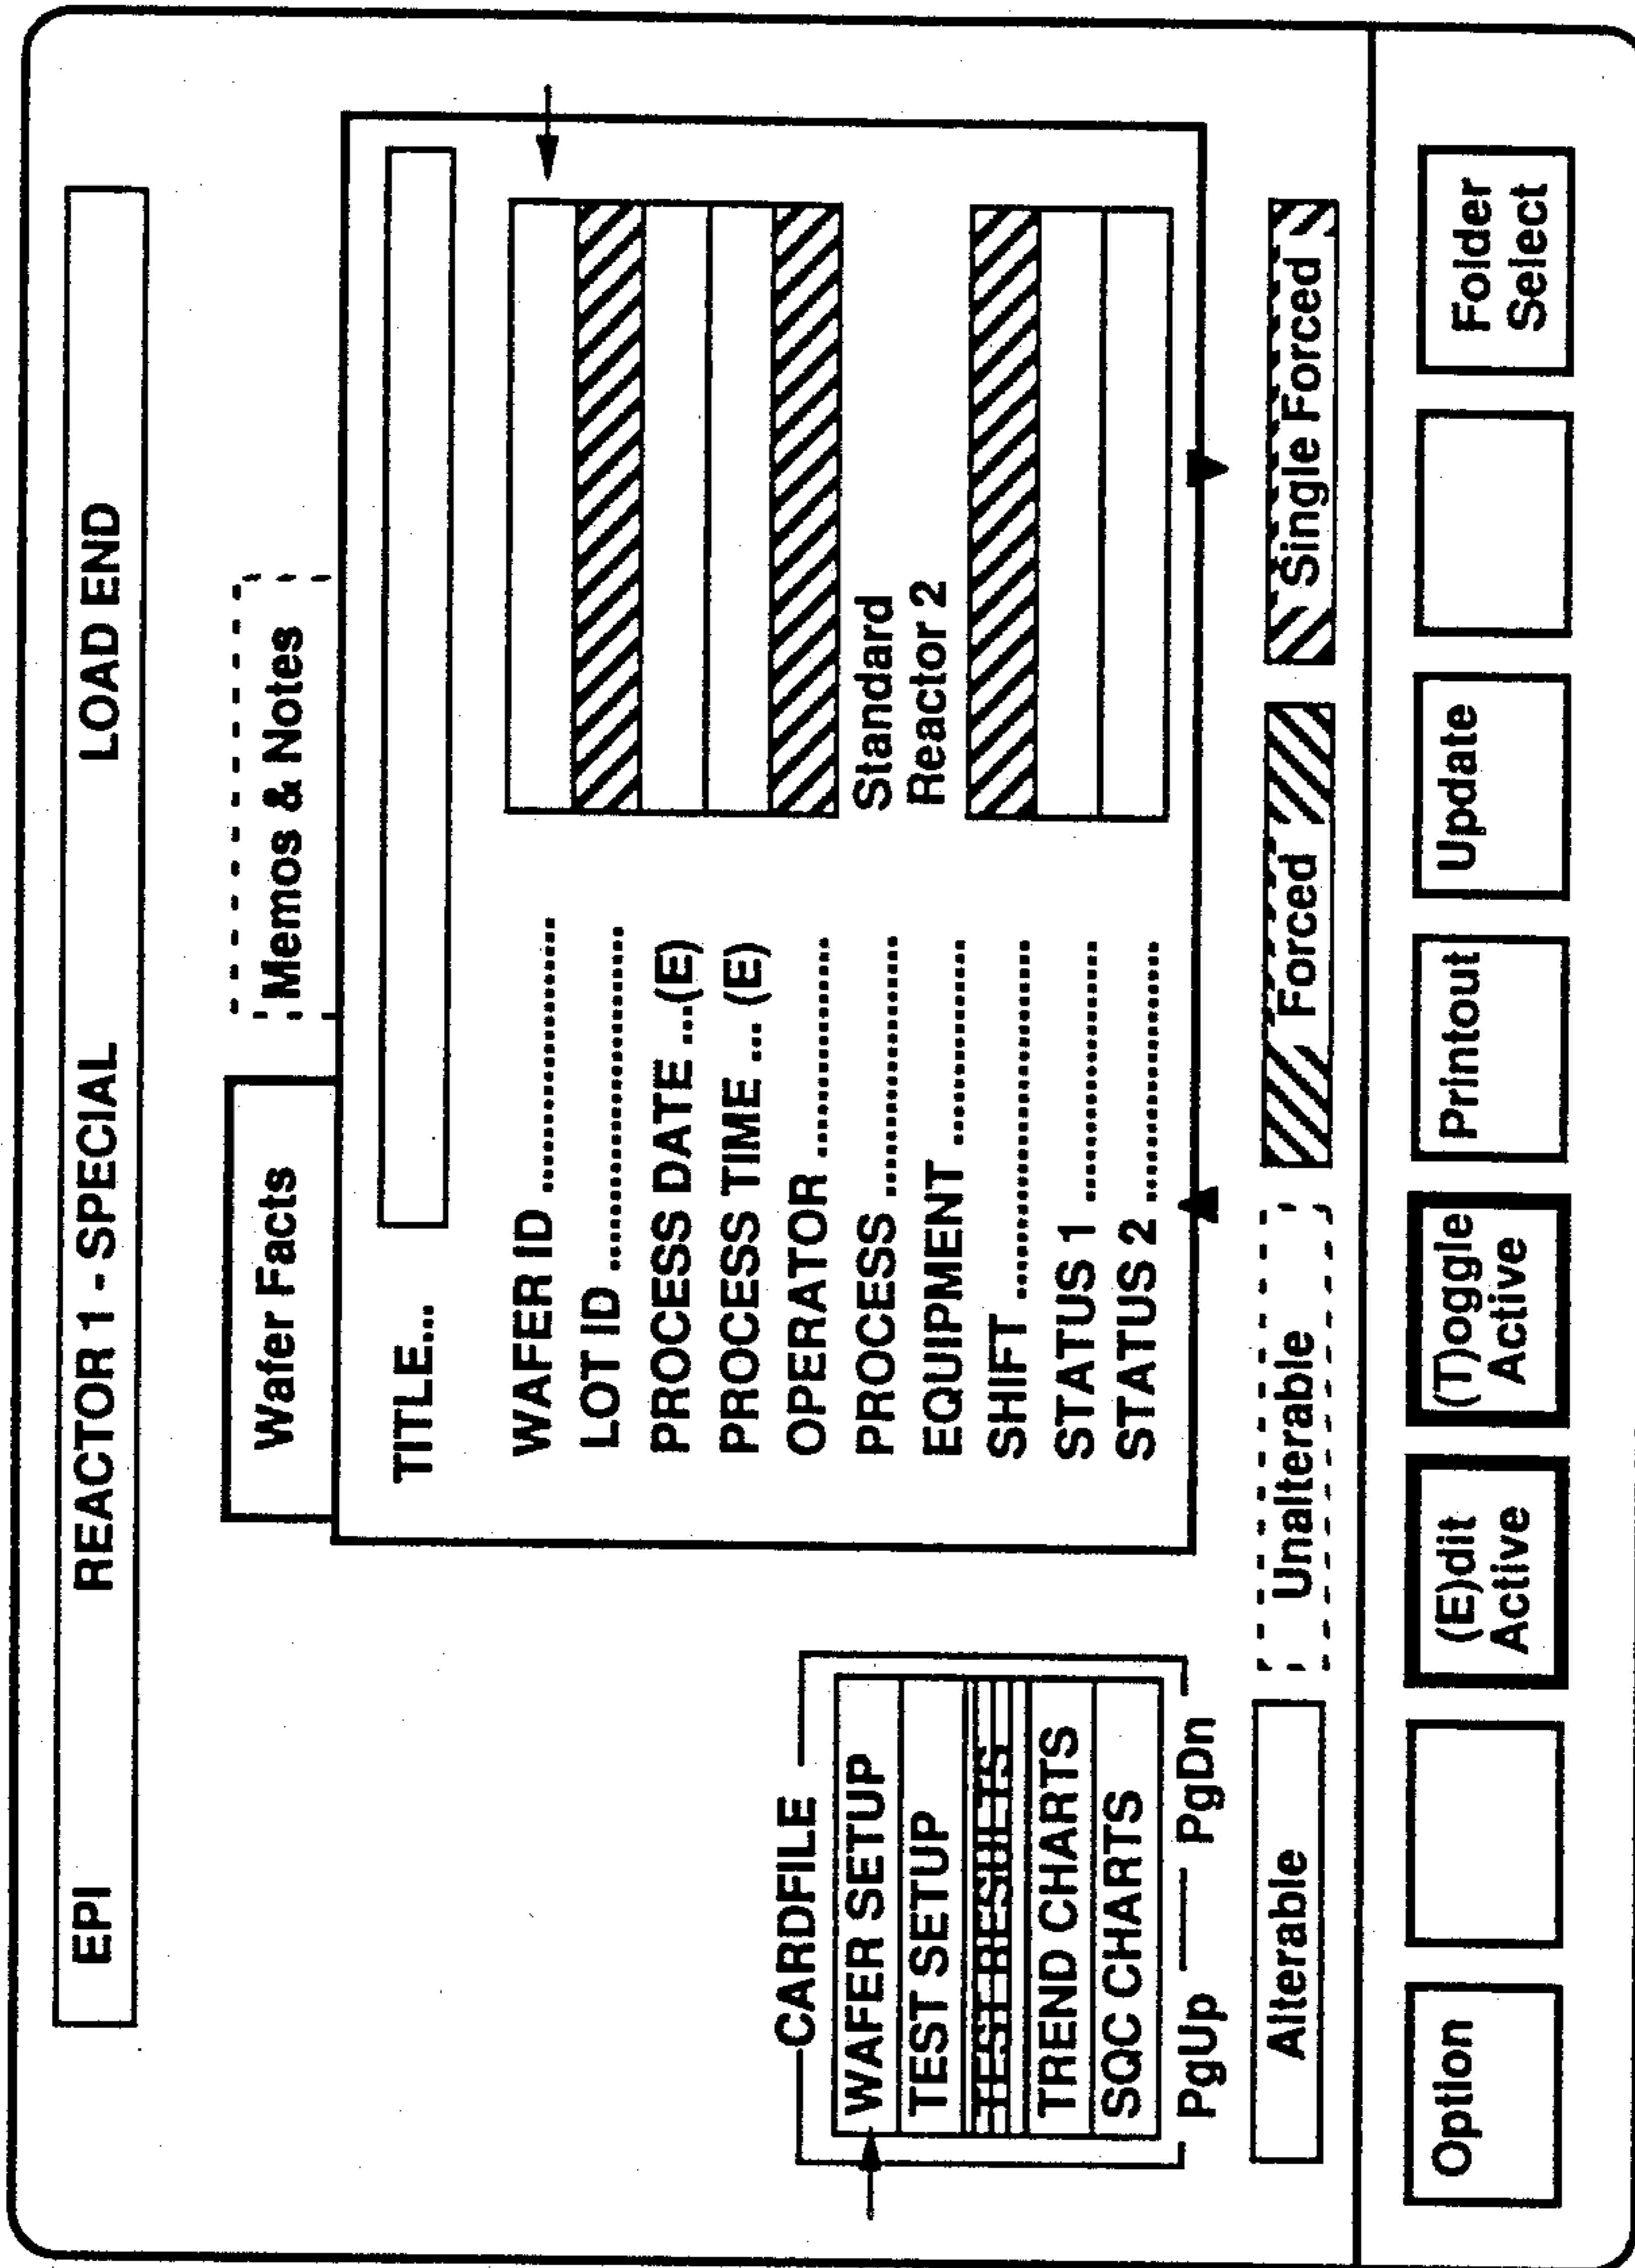 EPI REACTOR 1 - SPECIAL LOAD END
Wafer Facts
Memos & Notes
TITLE...
WAFER ID ....................
LOT ID .........................
PROCESS DATE ...(E)
PROCESS TIME ... (E)
OPERATOR ..............
PROCESS ................... Standard
EQUIPMENT ............... Reactor 2
SHIFT ..........................
STATUS 1 ...................
STATUS 2 ...................
CARDFILE
WAFER SETUP
TEST SETUP
TEST RESULTS
TREND CHARTS
SQC CHARTS
PgUp PgDn
Alterable Unalterable Forced Single Forced
Option
(E)dit
Active
(T)oggle
Active
Printout
Update
Folder
Select